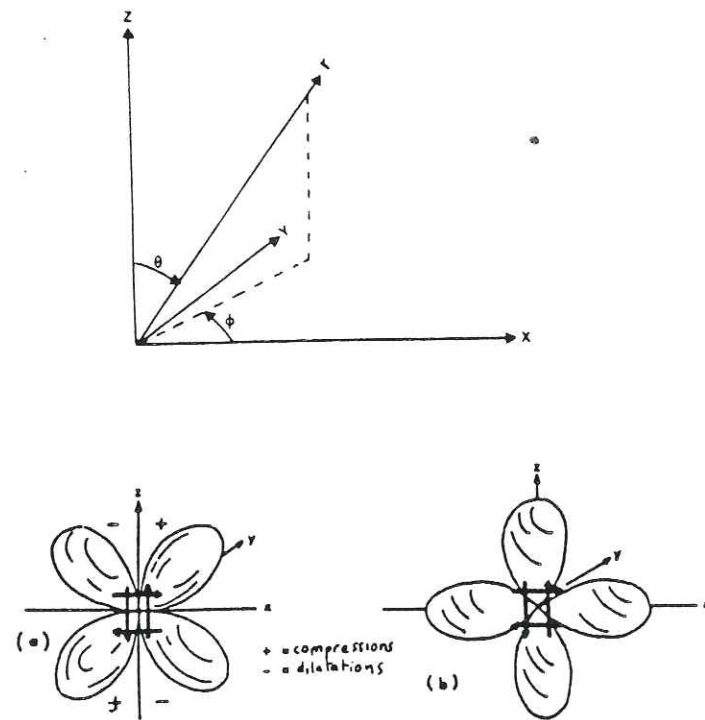 Z
r
Y
θ
φ
X
z
- +
y
x
(a)
+ -
+ = compressions
- = dilatations
z
y
(b)